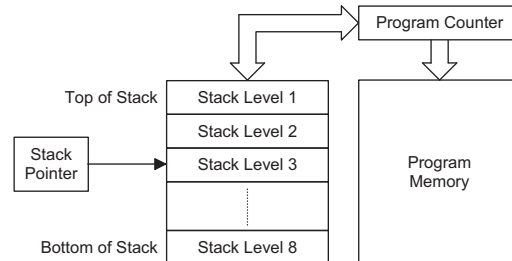 Program Counter
Top of Stack
Stack Level 1
Stack Level 2
Stack
Pointer
Stack Level 3
Program
Memory
Bottom of Stack
Stack Level 8